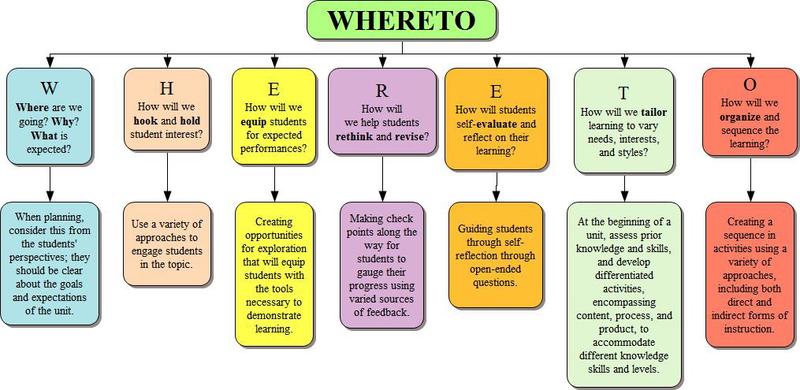 WHERETO
W
Where are we
going? Why?
What is
expected?
H
How will we
hook and hold
student interest?
E
How will we
equip students
for expected
performances?
R
How will
we help students
rethink and revise?
E
How will students
self-evaluate and
reflect on their
learning?
T
How will we tailor
learning to vary
needs, interests,
and styles?
O
How will we
organize and
sequence the
learning?
When planning,
consider this from
the students'
perspectives; they
should be clear
about the goals
and expectations
of the unit.
Use a variety of
approaches to
engage students
in the topic.
Creating
opportunities
for exploration
that will equip
students with
the tools
necessary to
demonstrate
learning.
Making check
points along the
way for
students to
gauge their
progress using
varied sources
of feedback.
Guiding students
through self-
reflection through
open-ended
questions.
At the beginning of a
unit, assess prior
knowledge and skills,
and develop
differentiated
activities,
encompassing
content, process, and
product, to
accommodate
different knowledge
skills and levels.
Creating a
sequence in
activities using a
variety of
approaches,
including both
direct and
indirect forms of
instruction.